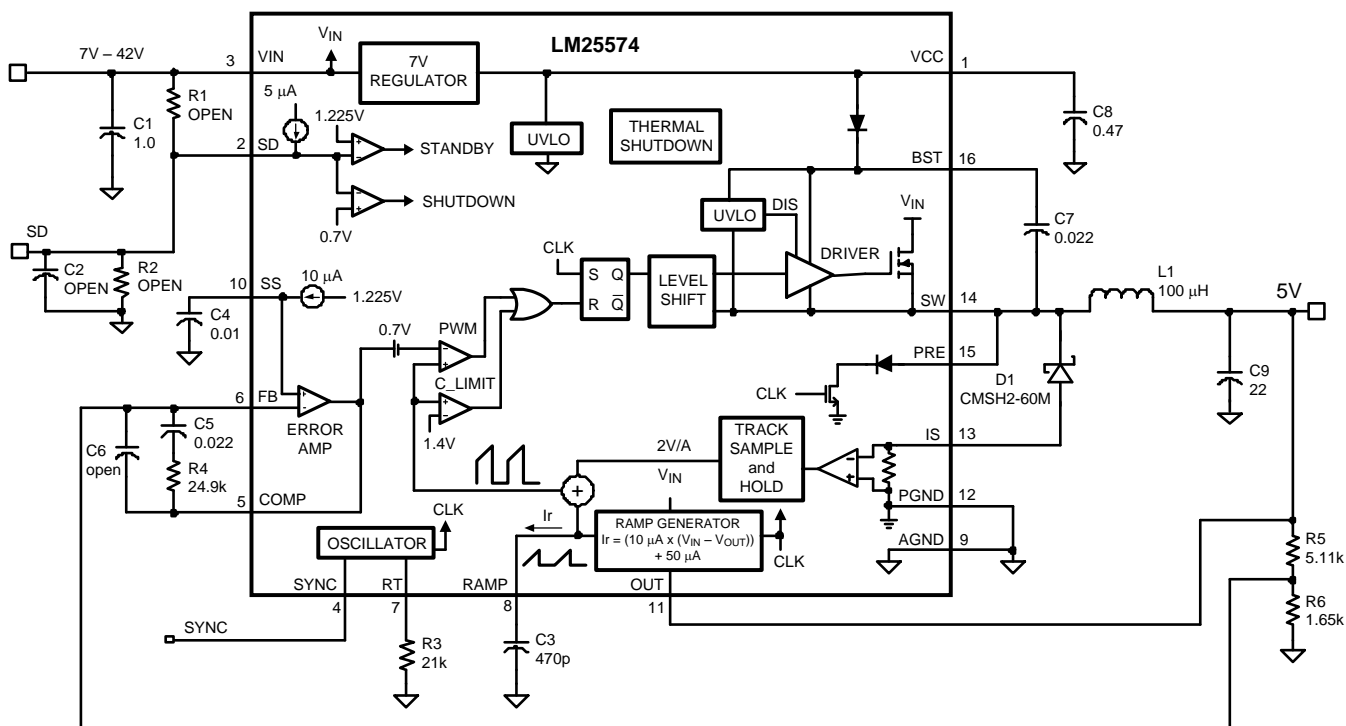 LM25574
7V – 42V
3
VIN
V_IN
7V
REGULATOR
VCC
1
R1
OPEN
5 µA
C1
1.0
1.225V
UVLO
THERMAL
SHUTDOWN
C8
0.47
2
SD
STANDBY
BST
16
SHUTDOWN
0.7V
UVLO
DIS
V_IN
C7
0.022
SD
CLK
DRIVER
C2
OPEN
R2
OPEN
10
SS
10 µA
1.225V
S
Q
R
Q̅
LEVEL
SHIFT
SW
14
L1
100 µH
5V
C4
0.01
0.7V
PWM
PRE
15
C_LIMIT
CLK
D1
CMSH2-60M
C9
22
6
FB
ERROR
AMP
1.4V
C5
0.022
C6
open
R4
24.9k
2V/A
V_IN
TRACK
SAMPLE
and
HOLD
IS
13
5
COMP
PGND
12
CLK
Ir
RAMP GENERATOR
Ir = (10 µA x (V_IN – V_OUT))
+ 50 µA
CLK
AGND
9
OSCILLATOR
R5
5.11k
SYNC
RT
RAMP
OUT
4
7
8
11
R6
1.65k
SYNC
R3
21k
C3
470p